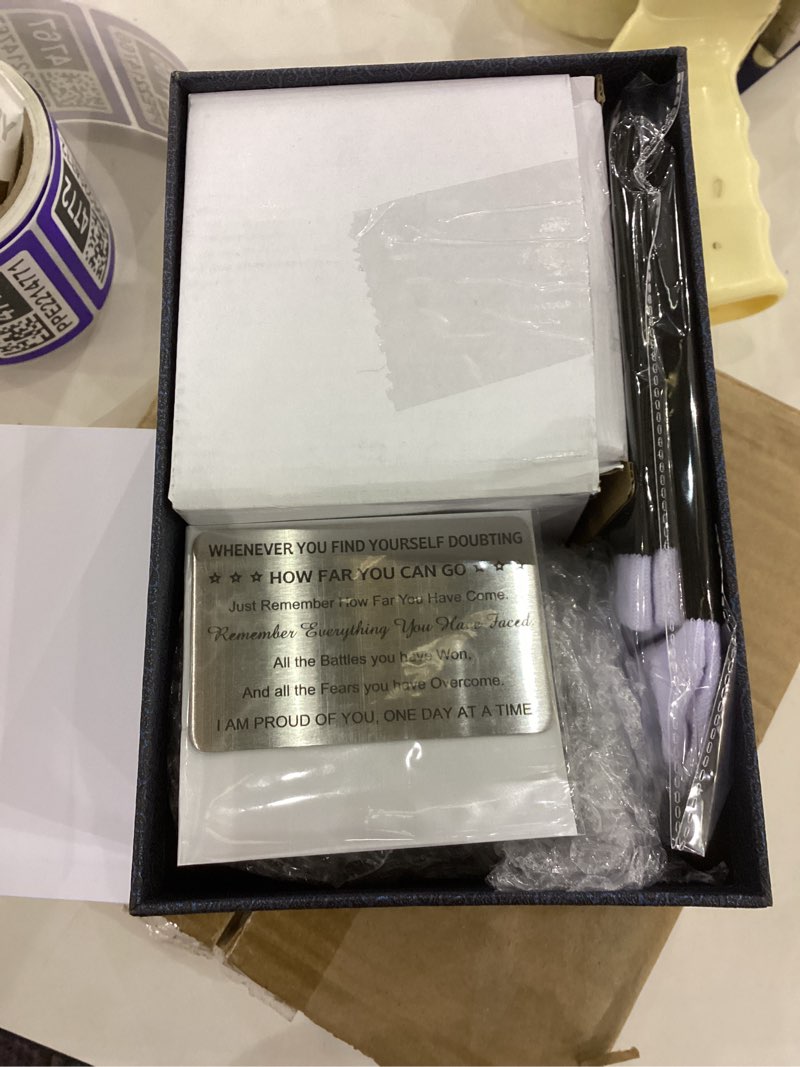 WHENEVER YOU FIND YOURSELF DOUBTING
☆ ☆ ☆ HOW FAR YOU CAN GO ☆ ☆ ☆
Just Remember How Far You Have Come.
Remember Everything You Have Faced
All the Battles you have Won,
And all the Fears you have Overcome.
I AM PROUD OF YOU, ONE DAY AT A TIME
4772
PPE2214771